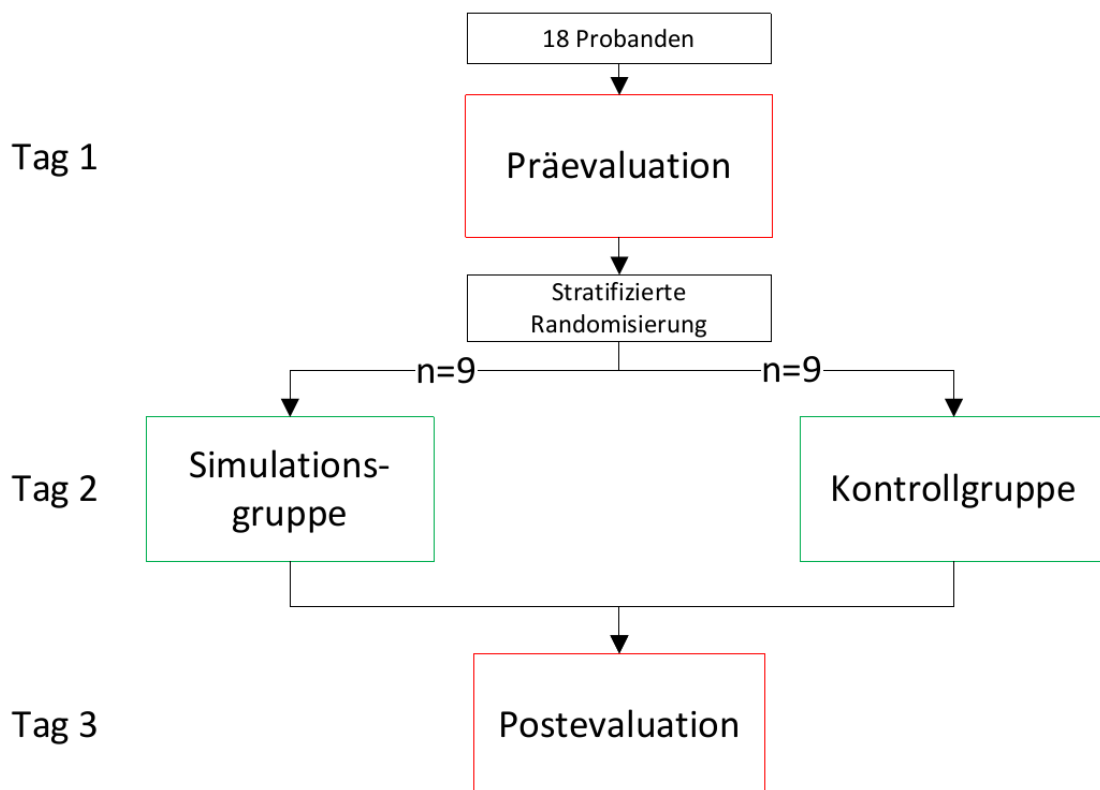 18 Probanden
Tag 1
Präevaluation
Stratifizierte
Randomisierung
n=9
n=9
Tag 2
Simulations-
gruppe
Kontrollgruppe
Tag 3
Postevaluation